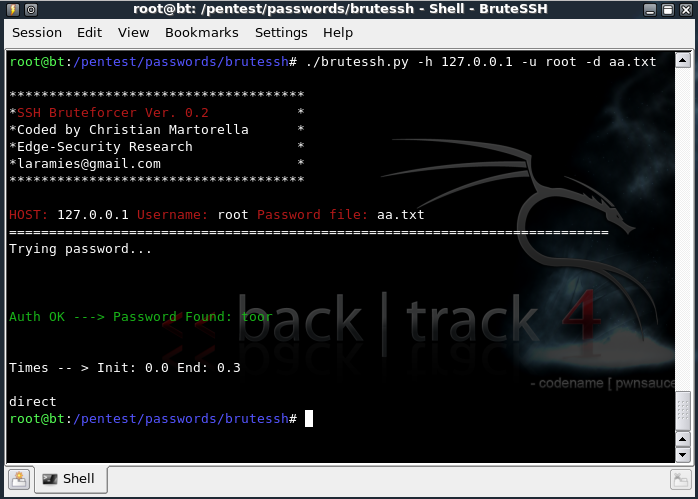 root@bt: /pentest/passwords/brutessh - Shell - BruteSSH
Session Edit View Bookmarks Settings Help
root@bt:/pentest/passwords/brutessh# ./brutessh.py -h 127.0.0.1 -u root -d aa.txt
*************************************
*SSH Bruteforcer Ver. 0.2 *
*Coded by Christian Martorella *
*Edge-Security Research *
*laramies@gmail.com *
*************************************
HOST: 127.0.0.1 Username: root Password file: aa.txt
===========================================================================
Trying password...
Auth OK ---> Password Found: toor
<< back | track 4
Times -- > Init: 0.0 End: 0.3
- codename [ pwnsauce
direct
root@bt:/pentest/passwords/brutessh#
Shell